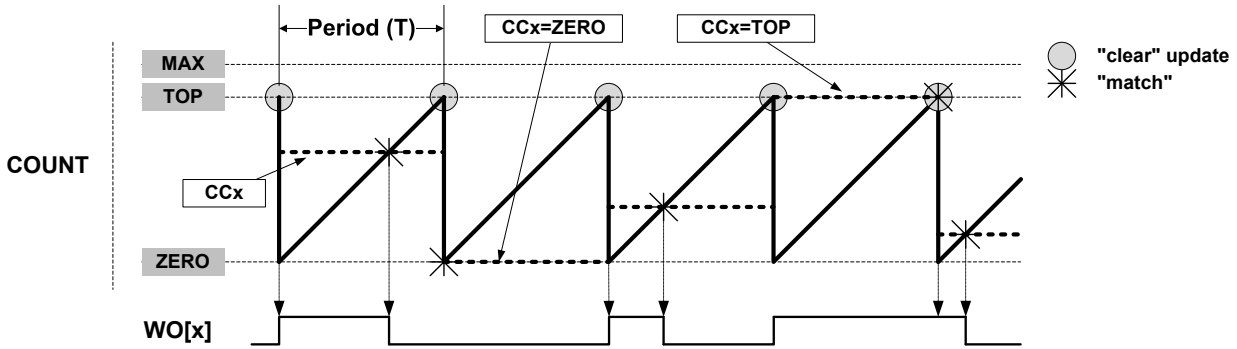 Period (T)
CCx=ZERO
CCx=TOP
MAX
TOP
"clear" update
"match"
COUNT
CCx
ZERO
WO[x]